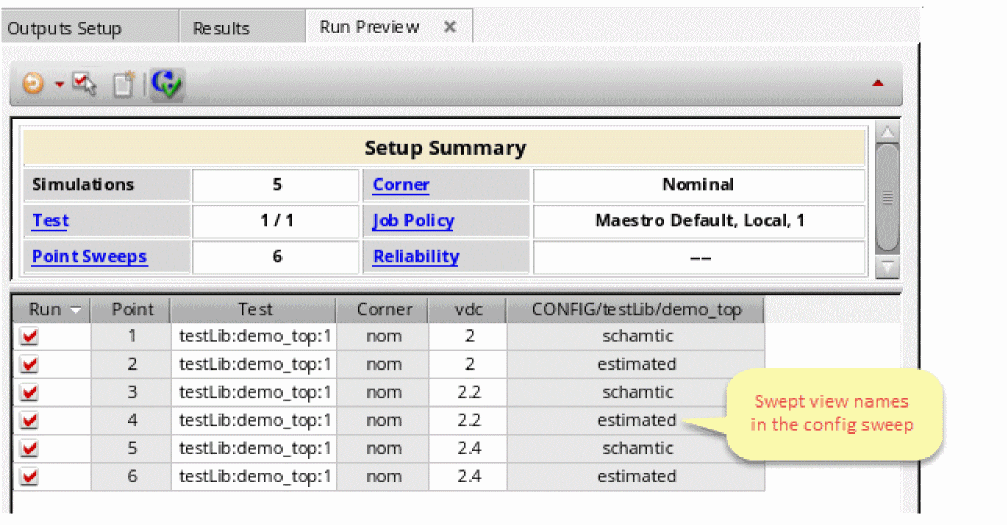 Outputs Setup Results Run Preview
Setup Summary
Simulations 5 Corner Nominal
Test 1 / 1 Job Policy Maestro Default, Local, 1
Point Sweeps 6 Reliability --
Run Point Test Corner vdc CONFIG/testLib/demo_top
1 testLib:demo_top:1 nom 2 schamtic
2 testLib:demo_top:1 nom 2 estimated
3 testLib:demo_top:1 nom 2.2 schamtic
4 testLib:demo_top:1 nom 2.2 estimated
5 testLib:demo_top:1 nom 2.4 schamtic
6 testLib:demo_top:1 nom 2.4 estimated
Swept view names
in the config sweep